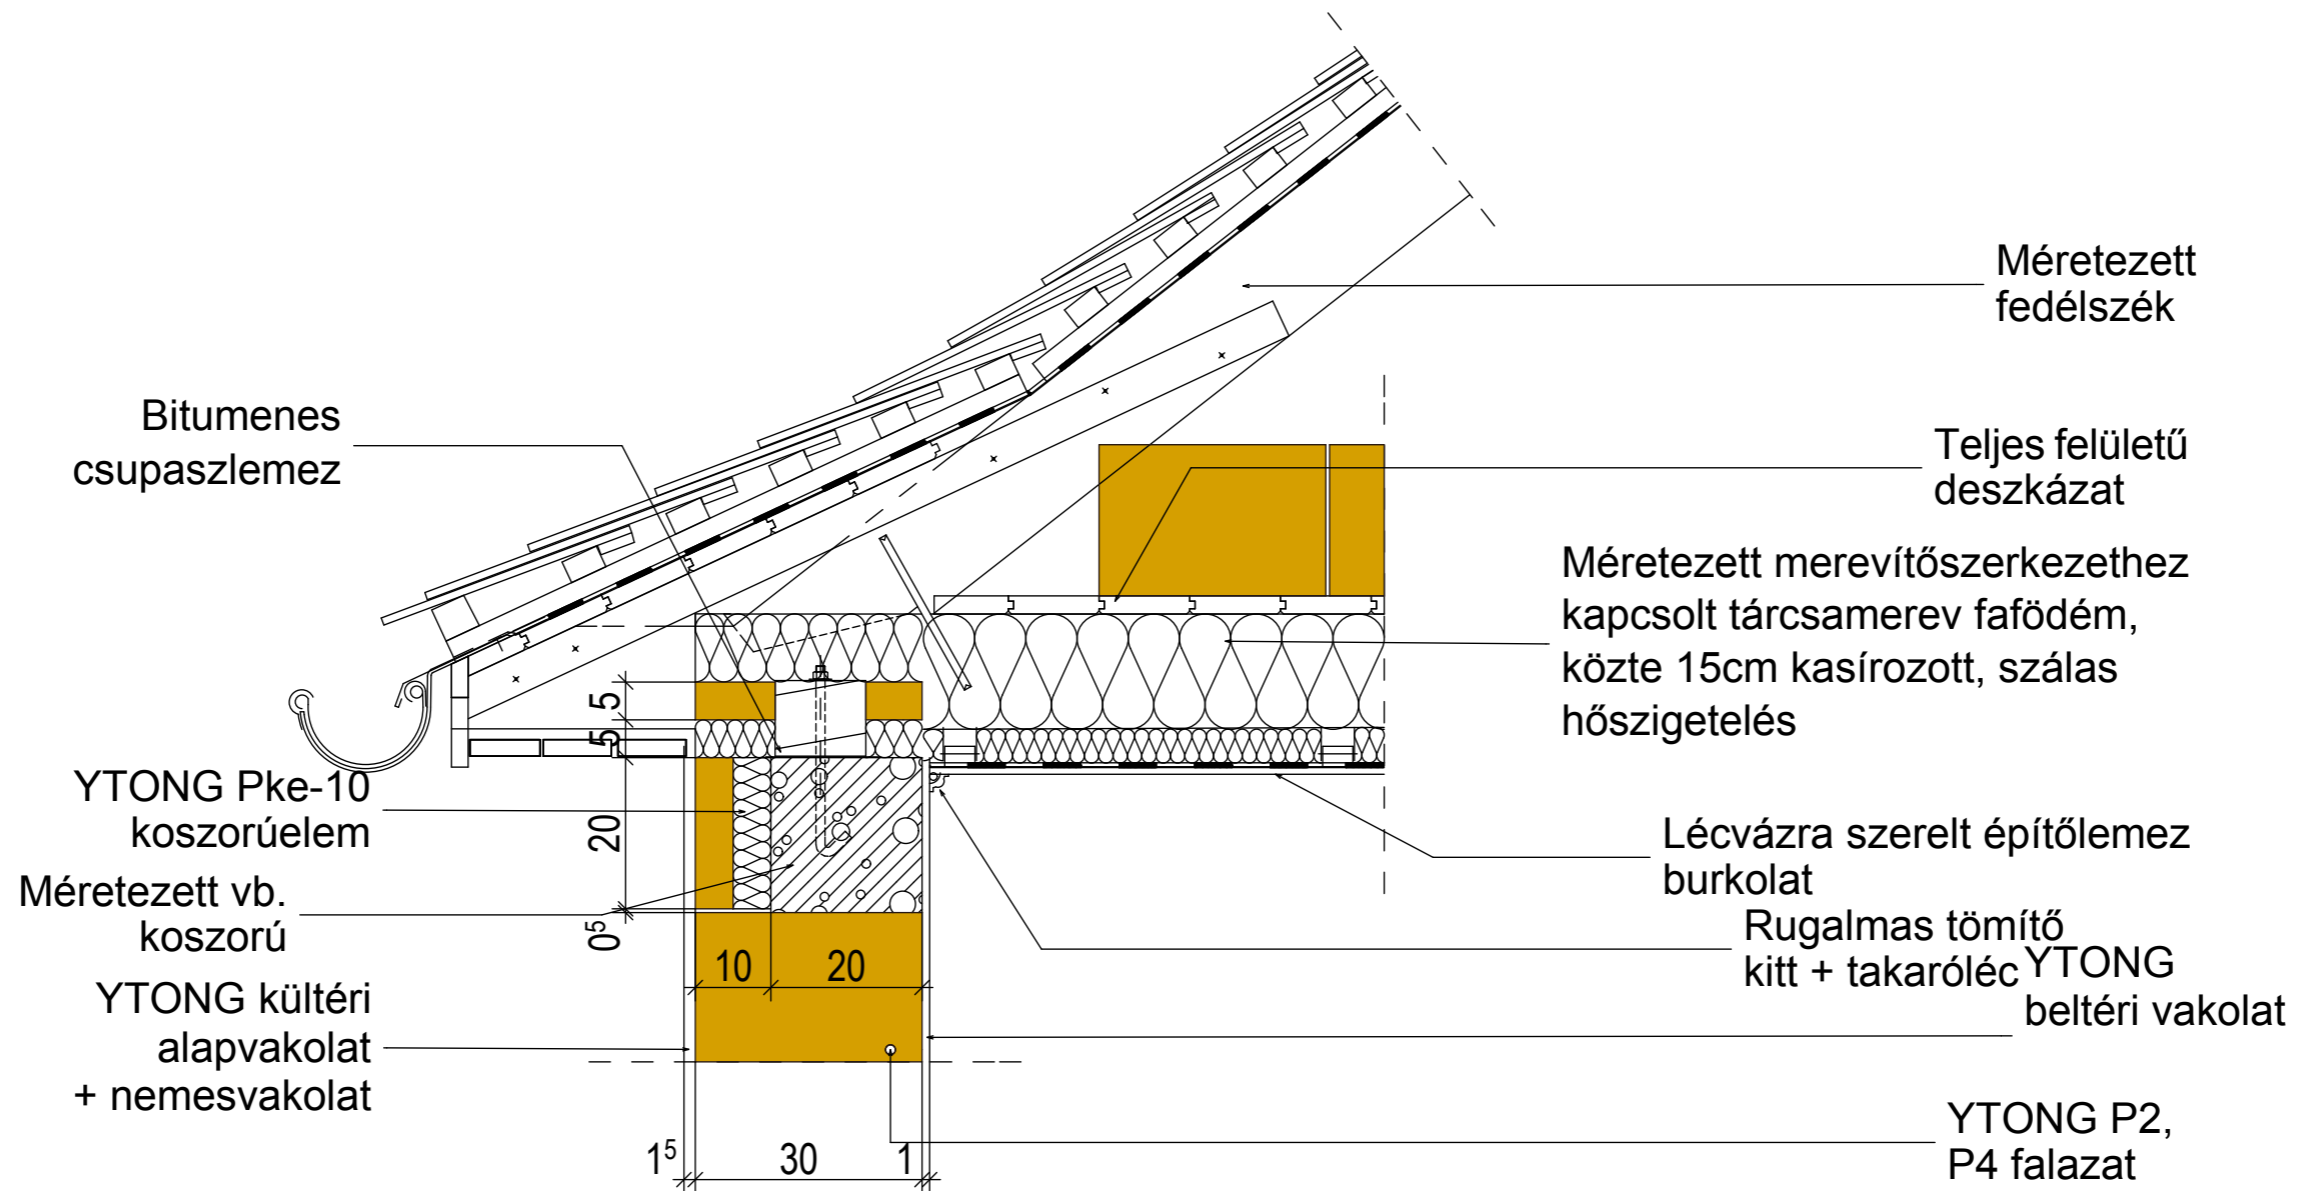 Méretezett
fedélszék
Bitumenes
csupaszlemez
Teljes felületű
deszkázat
Méretezett merevítőszerkezethez
kapcsolt tárcsamerev fafödém,
közte 15cm kasírozott, szálas
hőszigetelés
5
5
YTONG Pke-10
koszorúelem
20
Lécvázra szerelt építőlemez
burkolat
Méretezett vb.
koszorú
0⁵
Rugalmas tömítő
kitt + takaróléc
10
20
YTONG
beltéri vakolat
YTONG kültéri
alapvakolat
+ nemesvakolat
YTONG P2,
P4 falazat
1⁵
30
1